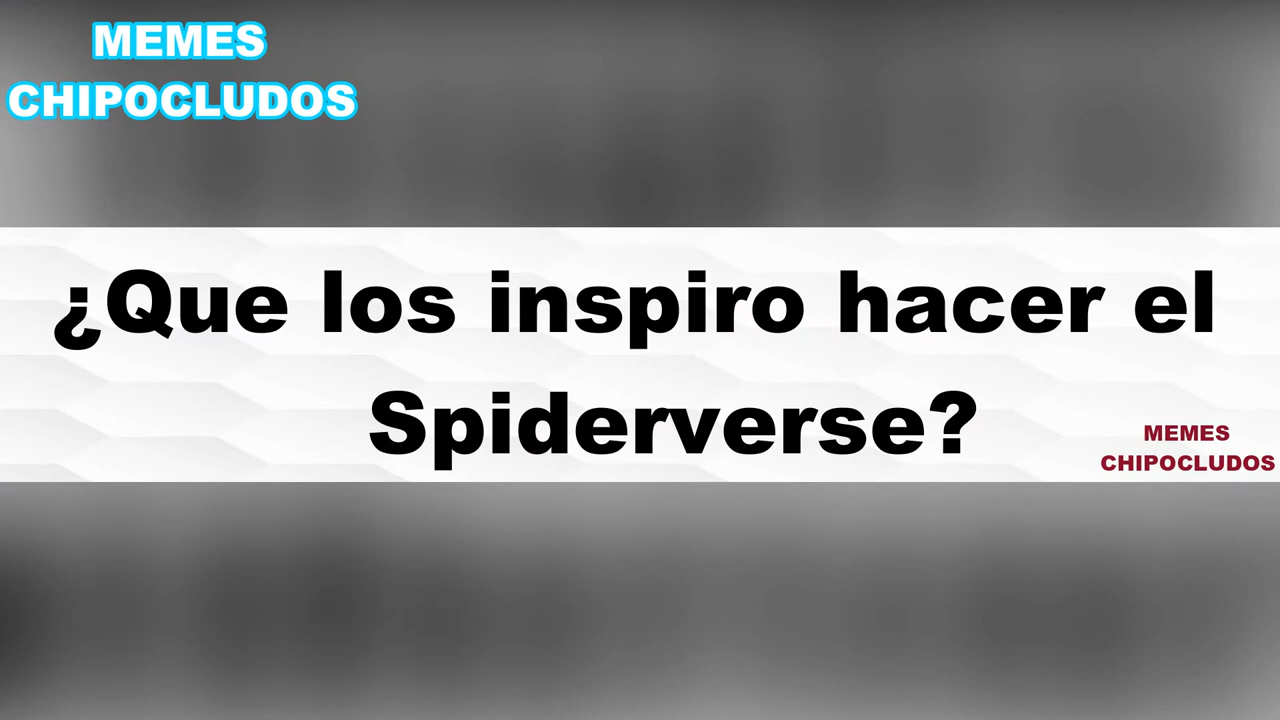 MEMES
CHIPOCLUDOS
¿Que los inspiro hacer el
Spiderverse?
MEMES
CHIPOCLUDOS